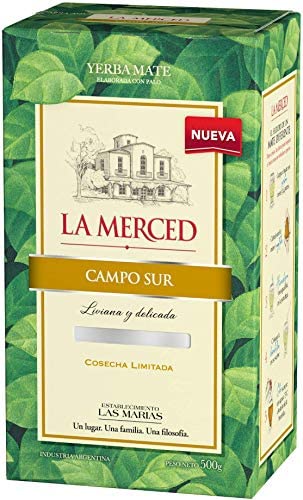 YERBA MATE
ELABORADA CON PALO
NUEVA
LA MERCED
CAMPO SUR
Liviana y delicada
COSECHA LIMITADA
ESTABLECIMIENTO
LAS MARIAS
Un lugar. Una familia. Una filosofía.
INDUSTRIA ARGENTINA
PESO NETO 500g
LA MERCED